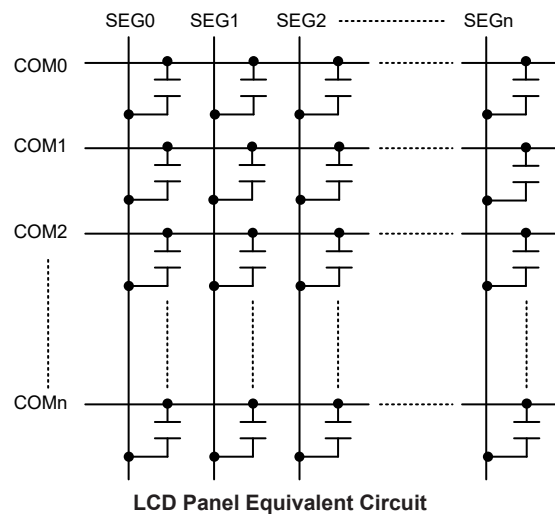 SEG0 SEG1 SEG2 SEGn
COM0
COM1
COM2
COMn
LCD Panel Equivalent Circuit